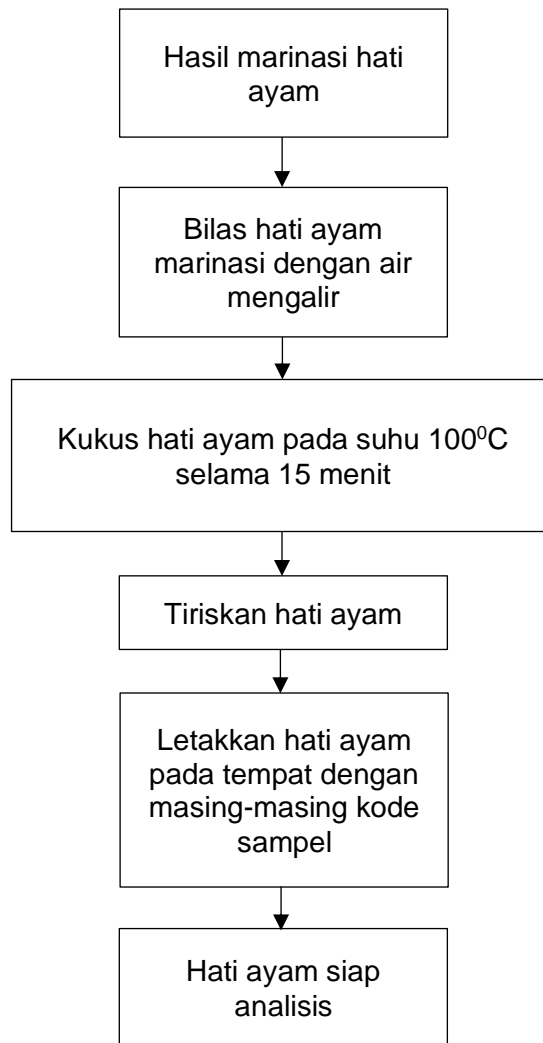 Hasil marinasi hati
ayam
Bilas hati ayam
marinasi dengan air
mengalir
Kukus hati ayam pada suhu 100⁰C
selama 15 menit
Tiriskan hati ayam
Letakkan hati ayam
pada tempat dengan
masing-masing kode
sampel
Hati ayam siap
analisis